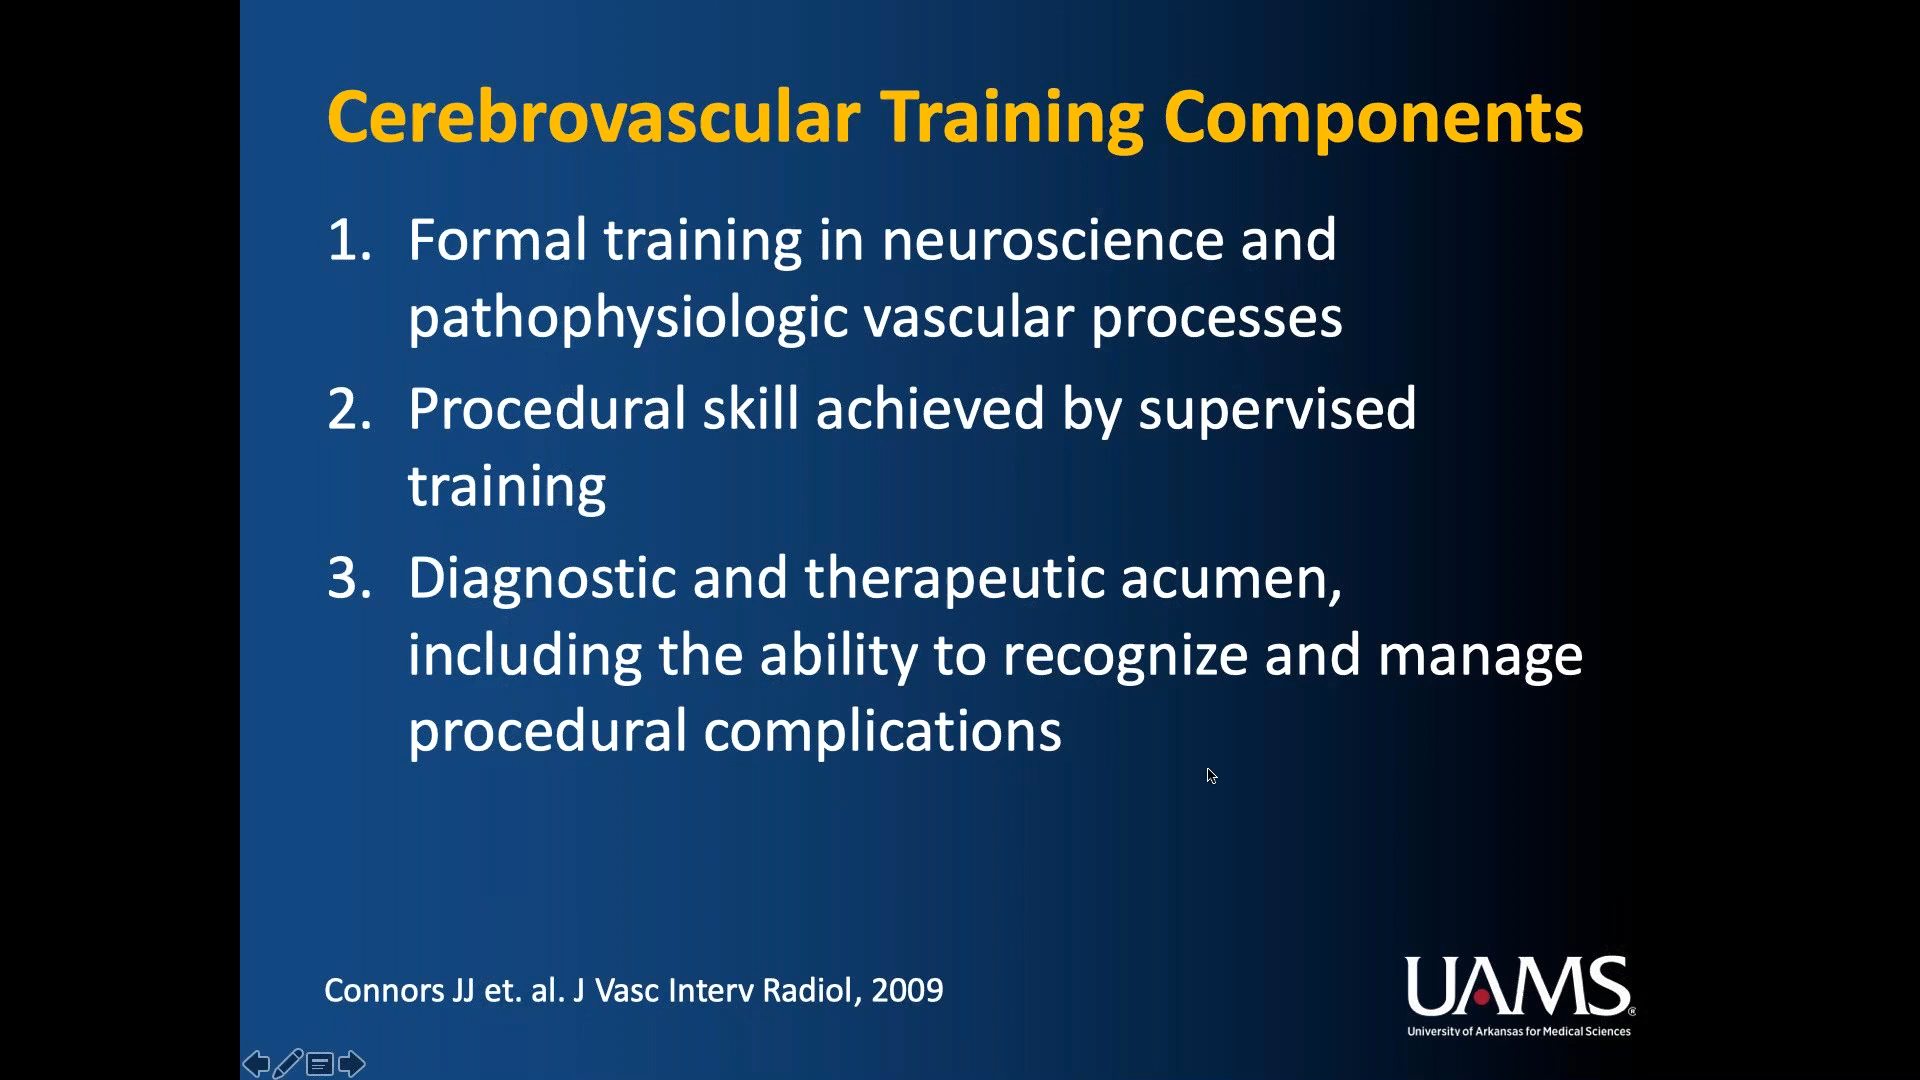 Cerebrovascular Training Components
1. Formal training in neuroscience and
pathophysiologic vascular processes
2. Procedural skill achieved by supervised
training
3. Diagnostic and therapeutic acumen,
including the ability to recognize and manage
procedural complications
Connors JJ et. al. J Vasc Interv Radiol, 2009
UAMS®
University of Arkansas for Medical Sciences